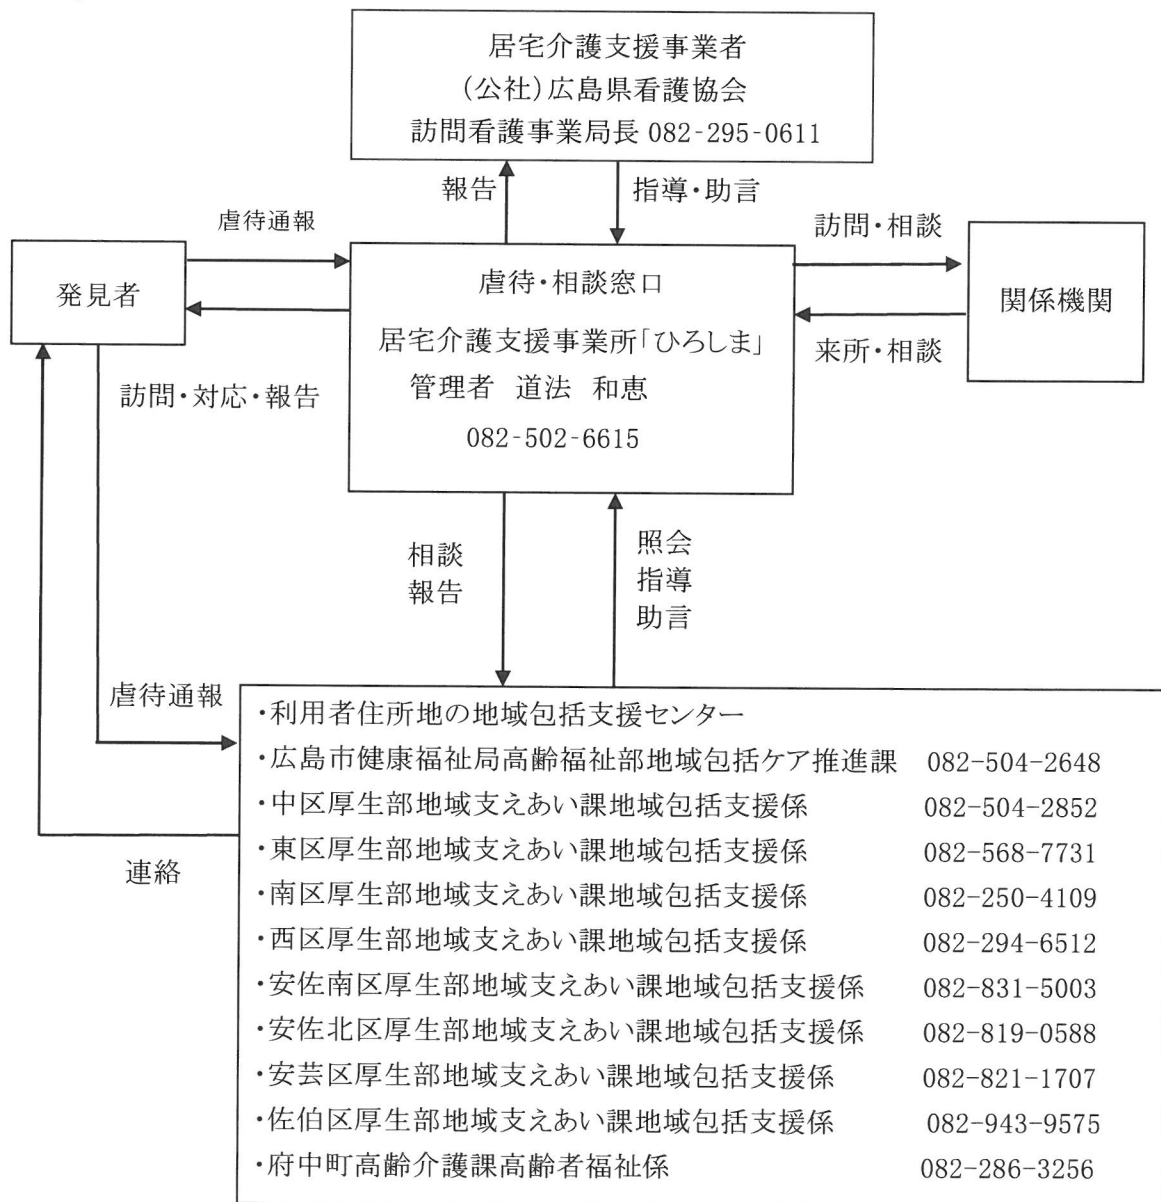 居宅介護支援事業者
(公社)広島県看護協会
訪問看護事業局長 082-295-0611
報告
指導・助言
虐待通報
訪問・相談
発見者
虐待・相談窓口
居宅介護支援事業所「ひろしま」
管理者 道法 和恵
082-502-6615
関係機関
来所・相談
訪問・対応・報告
相談
報告
照会
指導
助言
虐待通報
連絡
・利用者住所地の地域包括支援センター
・広島市健康福祉局高齢福祉部地域包括ケア推進課 082-504-2648
・中区厚生部地域支えあい課地域包括支援係 082-504-2852
・東区厚生部地域支えあい課地域包括支援係 082-568-7731
・南区厚生部地域支えあい課地域包括支援係 082-250-4109
・西区厚生部地域支えあい課地域包括支援係 082-294-6512
・安佐南区厚生部地域支えあい課地域包括支援係 082-831-5003
・安佐北区厚生部地域支えあい課地域包括支援係 082-819-0588
・安芸区厚生部地域支えあい課地域包括支援係 082-821-1707
・佐伯区厚生部地域支えあい課地域包括支援係 082-943-9575
・府中町高齢介護課高齢者福祉係 082-286-3256